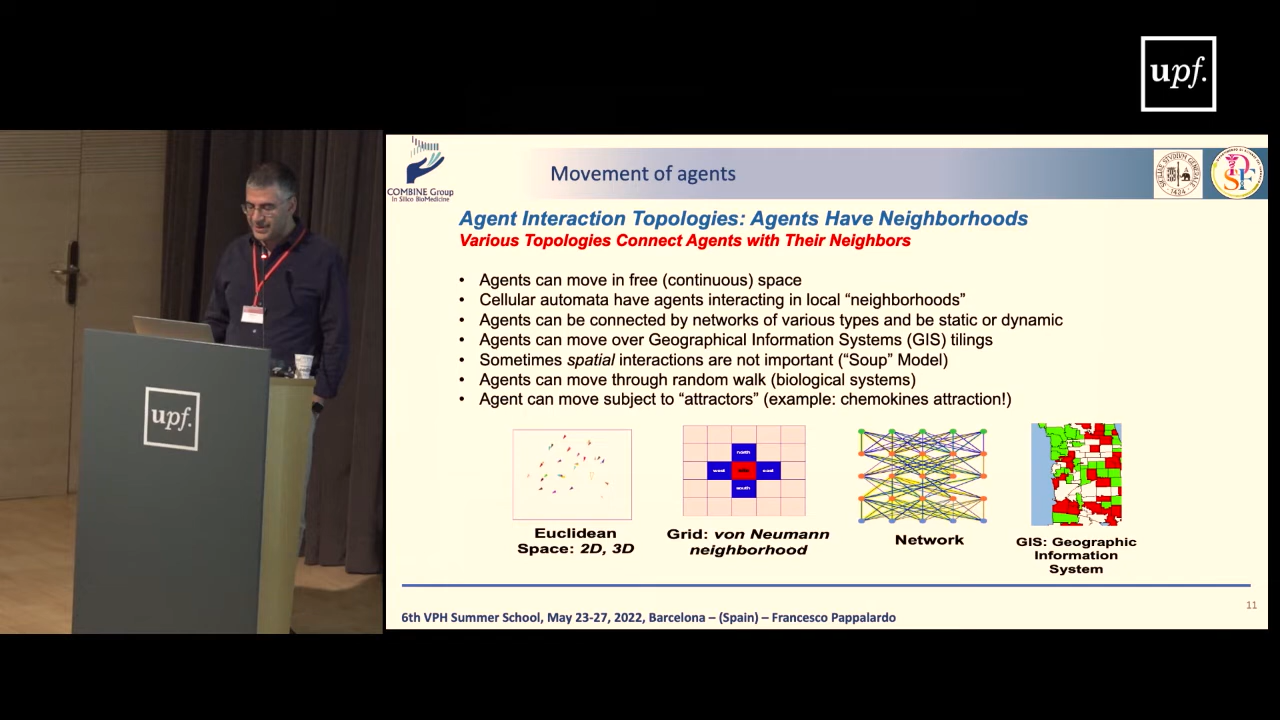 upf.
COMBINE Group
In Silico BioMedicine
Movement of agents
Agent Interaction Topologies: Agents Have Neighborhoods
Various Topologies Connect Agents with Their Neighbors
• Agents can move in free (continuous) space
• Cellular automata have agents interacting in local “neighborhoods”
• Agents can be connected by networks of various types and be static or dynamic
• Agents can move over Geographical Information Systems (GIS) tilings
• Sometimes spatial interactions are not important (“Soup” Model)
• Agents can move through random walk (biological systems)
• Agent can move subject to “attractors” (example: chemokines attraction!)
north
west
east
south
Euclidean
Space: 2D, 3D
Grid: von Neumann
neighborhood
Network
GIS: Geographic
Information
System
11
6th VPH Summer School, May 23-27, 2022, Barcelona – (Spain) – Francesco Pappalardo
upf.